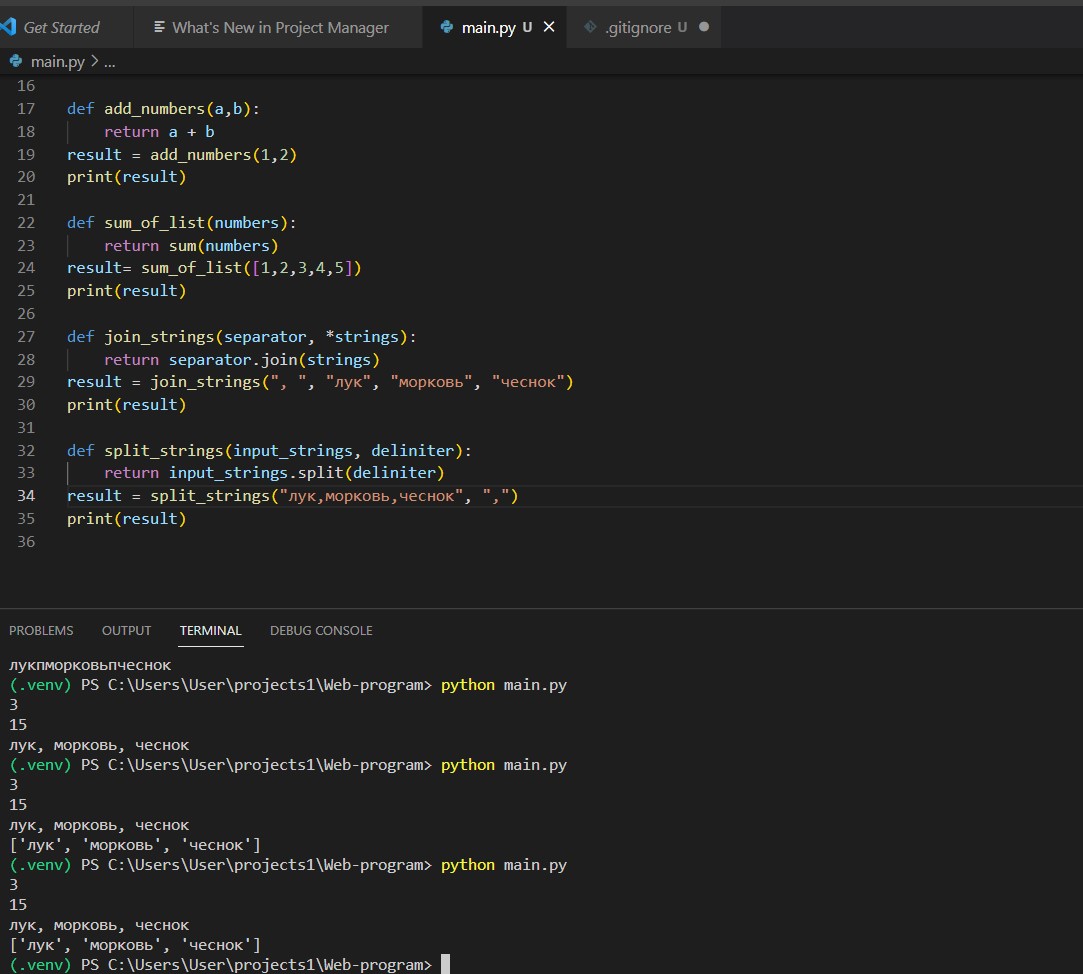 Get Started What's New in Project Manager main.py U .gitignore U
main.py > ...
16
17 def add_numbers(a,b):
18     return a + b
19 result = add_numbers(1,2)
20 print(result)
21
22 def sum_of_list(numbers):
23     return sum(numbers)
24 result= sum_of_list([1,2,3,4,5])
25 print(result)
26
27 def join_strings(separator, *strings):
28     return separator.join(strings)
29 result = join_strings(", ", "лук", "морковь", "чеснок")
30 print(result)
31
32 def split_strings(input_strings, deliniter):
33     return input_strings.split(deliniter)
34 result = split_strings("лук,морковь,чеснок", ",")
35 print(result)
36
PROBLEMS OUTPUT TERMINAL DEBUG CONSOLE
лукпморковьпчеснок
(.venv) PS C:\Users\User\projects1\Web-program> python main.py
3
15
лук, морковь, чеснок
(.venv) PS C:\Users\User\projects1\Web-program> python main.py
3
15
лук, морковь, чеснок
['лук', 'морковь', 'чеснок']
(.venv) PS C:\Users\User\projects1\Web-program> python main.py
3
15
лук, морковь, чеснок
['лук', 'морковь', 'чеснок']
(.venv) PS C:\Users\User\projects1\Web-program>